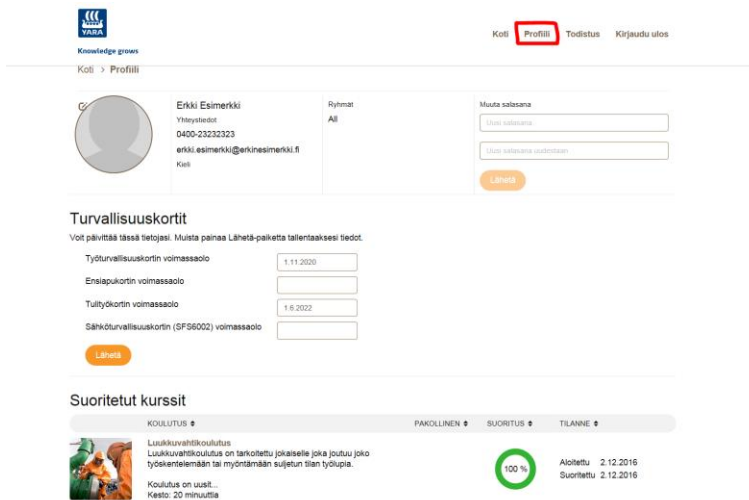 YARA
Knowledge grows
Koti Profiili Todistus Kirjaudu ulos
Koti > Profiili
Erkki Esimerkki
Yhteystiedot
0400-23232323
erkki.esimerkki@erkinesimerkki.fi
Kieli
Ryhmät
All
Muuta salasana
Uusi salasana
Uusi salasana uudestaan
Lähetä
Turvallisuuskortit
Voit päivittää tässä tietojasi. Muista painaa Lähetä-paiketta tallentaaksesi tiedot.
Työturvallisuuskortin voimassaolo 1.11.2020
Ensiapukortin voimassaolo
Tulityökortin voimassaolo 1.6.2022
Sähköturvallisuuskortin (SFS6002) voimassaolo
Lähetä
Suoritetut kurssit
KOULUTUS PAKOLLINEN SUORITUS TILANNE
Luukkuvahtikoulutus
Luukkuvahtikoulutus on tarkoitettu jokaiselle joka joutuu joko
työskentelemään tai myöntämään suljetun tilan työlupia.
Koulutus on uusit...
Kesto: 20 minuuttia
100 %
Aloitettu 2.12.2016
Suoritettu 2.12.2016